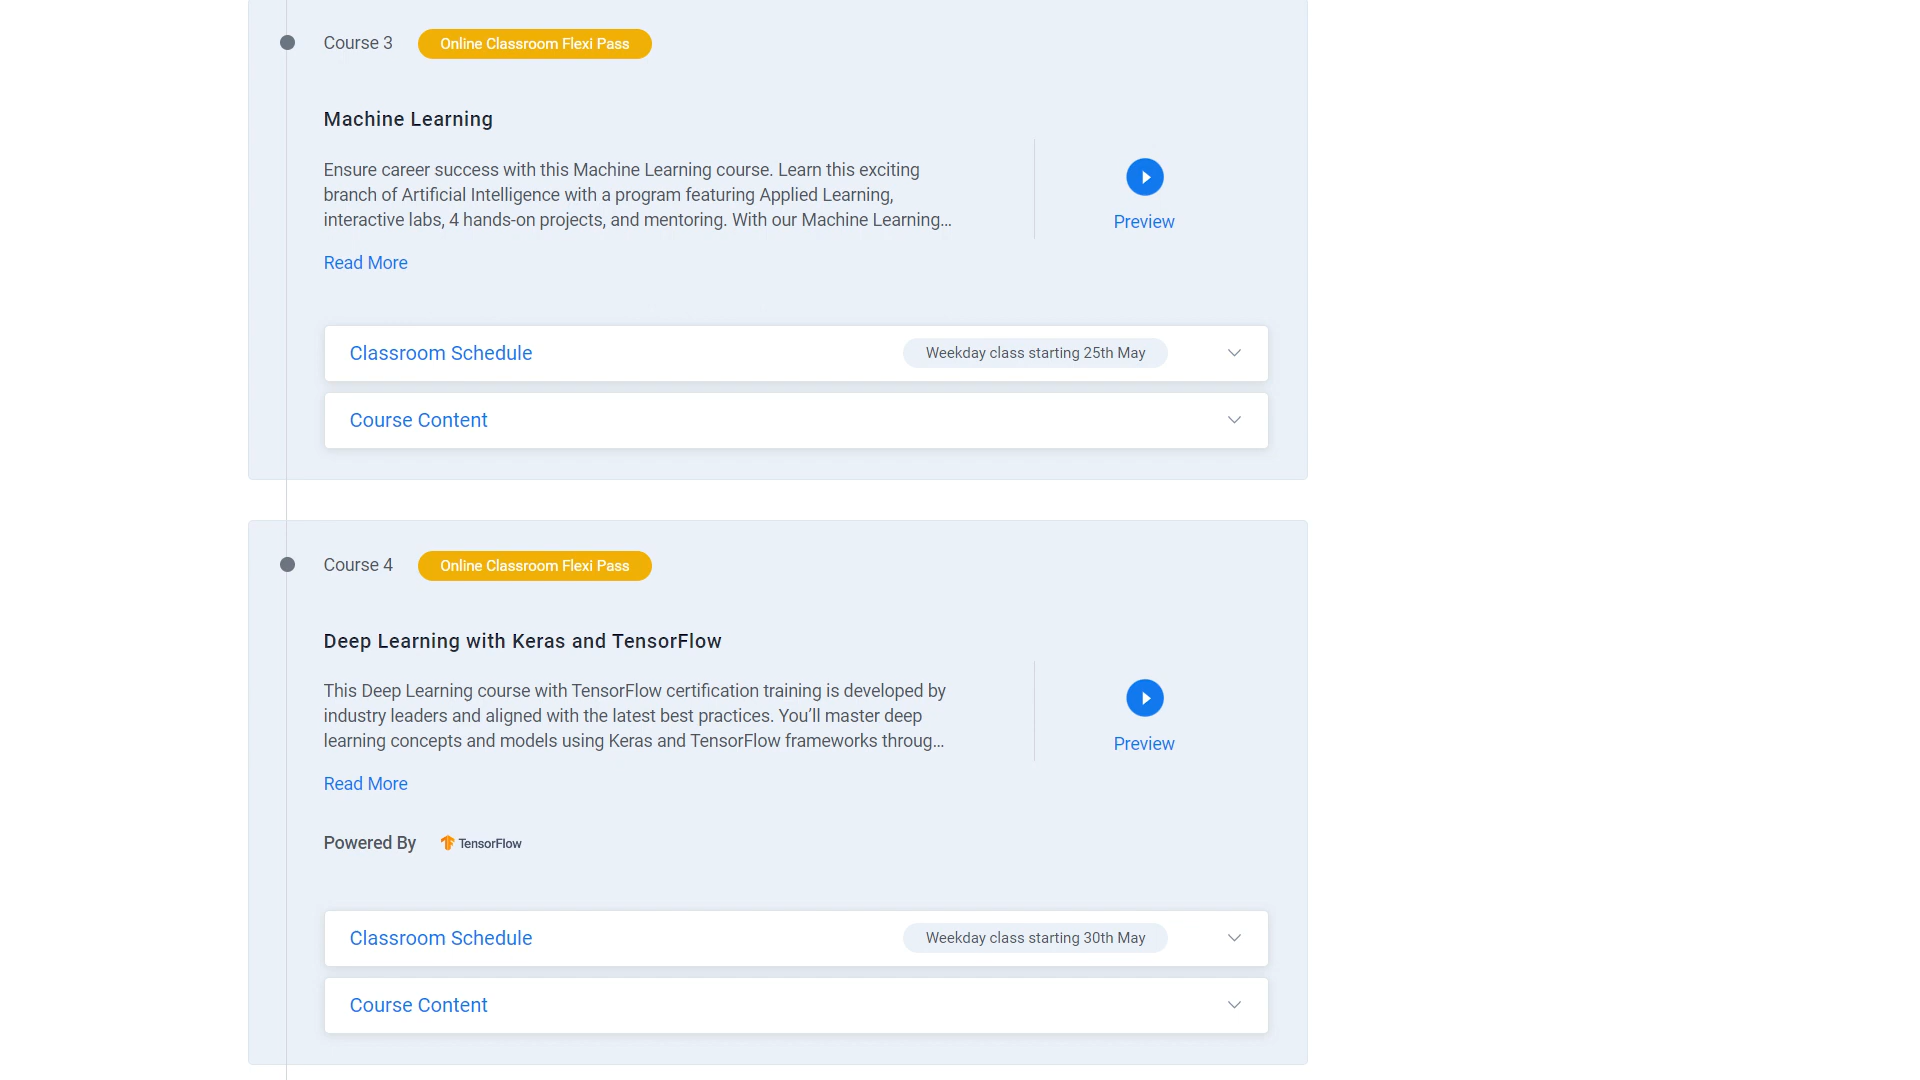 Course 3
Online Classroom Flexi Pass
Machine Learning
Ensure career success with this Machine Learning course. Learn this exciting
branch of Artificial Intelligence with a program featuring Applied Learning,
interactive labs, 4 hands-on projects, and mentoring. With our Machine Learning...
Preview
Read More
Classroom Schedule
Weekday class starting 25th May
Course Content
Course 4
Online Classroom Flexi Pass
Deep Learning with Keras and TensorFlow
This Deep Learning course with TensorFlow certification training is developed by
industry leaders and aligned with the latest best practices. You’ll master deep
learning concepts and models using Keras and TensorFlow frameworks throug...
Preview
Read More
Powered By
TensorFlow
Classroom Schedule
Weekday class starting 30th May
Course Content